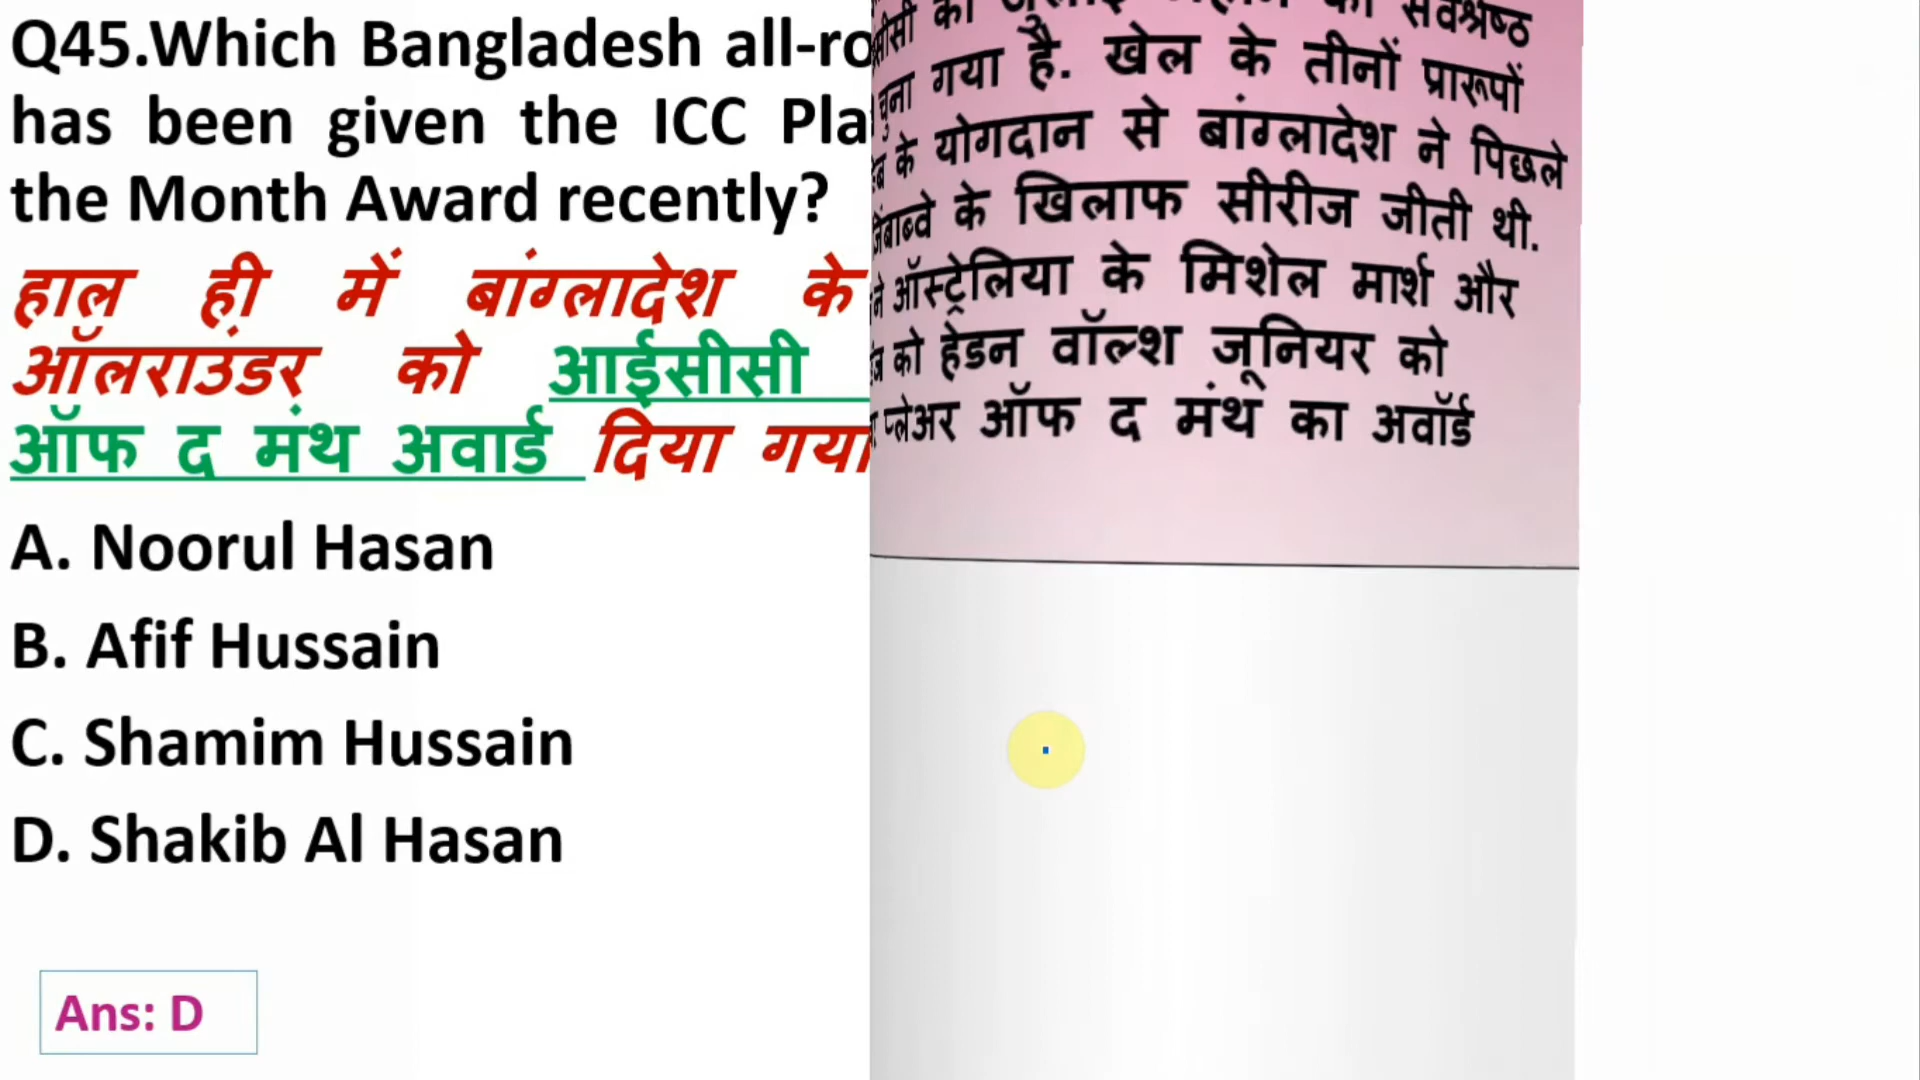 Q45.Which Bangladesh all-ro
has been given the ICC Pla
the Month Award recently?
हाल ही में बांग्लादेश के
ऑलराउंडर को आईसीसी
ऑफ द मंथ अवार्ड दिया गया
A. Noorul Hasan
B. Afif Hussain
C. Shamim Hussain
D. Shakib Al Hasan
Ans: D
सर्वश्रेष्ठ
चुना गया है. खेल के तीनों प्रारूपों
के योगदान से बांग्लादेश ने पिछले
जिंबाब्वे के खिलाफ सीरीज जीती थी.
ने ऑस्ट्रेलिया के मिशेल मार्श और
को हेडन वॉल्श जूनियर को
प्लेअर ऑफ द मंथ का अवॉर्ड